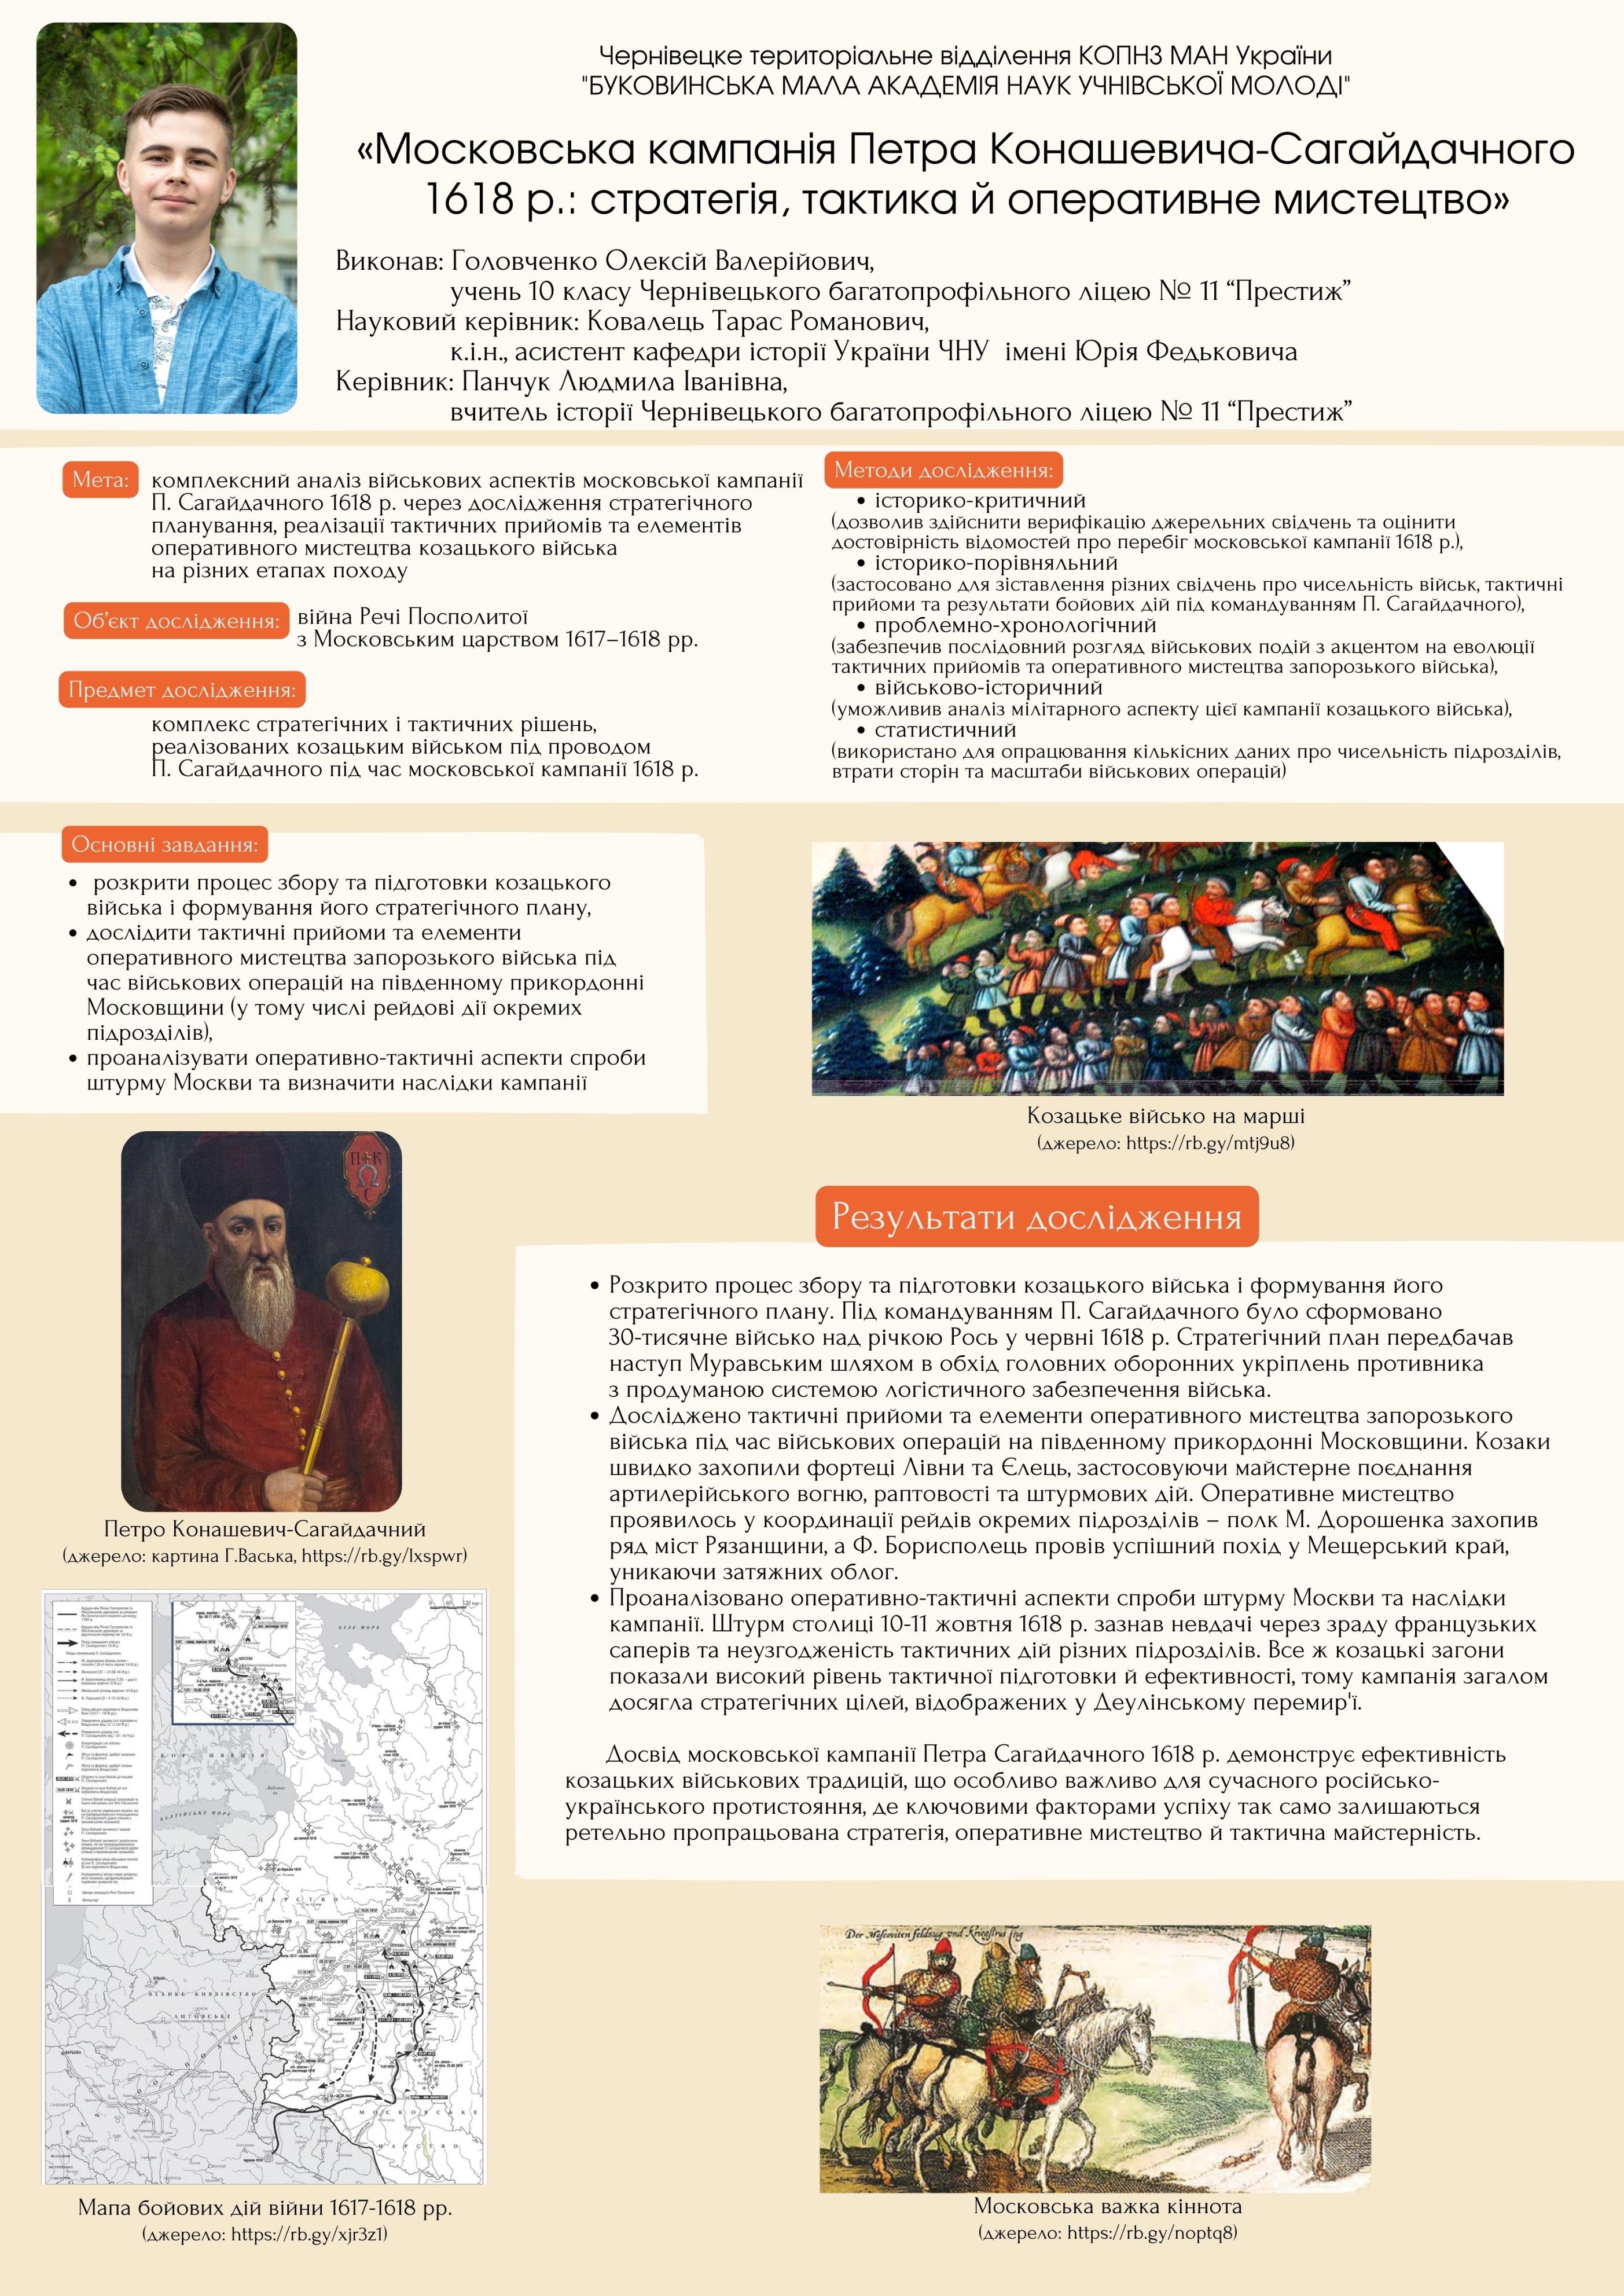 Чернівецке територіальне відділення КОПНЗ МАН України
"БУКОВИНСЬКА МАЛА АКАДЕМІЯ НАУК УЧНІВСЬКОЇ МОЛОДІ"
«Московська кампанія Петра Конашевича-Сагайдачного
1618 р.: стратегія, тактика й оперативне мистецтво»
Виконав: Головченко Олексій Валерійович,
учень 10 класу Чернівецького багатопрофільного ліцею № 11 “Престиж”
Науковий керівник: Ковалець Тарас Романович,
к.і.н., асистент кафедри історії України ЧНУ імені Юрія Федьковича
Керівник: Панчук Людмила Іванівна,
вчитель історії Чернівецького багатопрофільного ліцею № 11 “Престиж”
Мета:
комплексний аналіз військових аспектів московської кампанії
П. Сагайдачного 1618 р. через дослідження стратегічного
планування, реалізації тактичних прийомів та елементів
оперативного мистецтва козацького війська
на різних етапах походу
Об’єкт дослідження:
війна Речі Посполитої
з Московським царством 1617–1618 рр.
Предмет дослідження:
комплекс стратегічних і тактичних рішень,
реалізованих козацьким військом під проводом
П. Сагайдачного під час московської кампанії 1618 р.
Методи дослідження:
• історико-критичний
(дозволив здійснити верифікацію джерельних свідчень та оцінити
достовірність відомостей про перебіг московської кампанії 1618 р.),
• історико-порівняльний
(застосовано для зіставлення різних свідчень про чисельність військ, тактичні
прийоми та результати бойових дій під командуванням П. Сагайдачного),
• проблемно-хронологічний
(забезпечив послідовний розгляд військових подій з акцентом на еволюції
тактичних прийомів та оперативного мистецтва запорозького війська),
• військово-історичний
(уможливив аналіз мілітарного аспекту цієї кампанії козацького війська),
• статистичний
(використано для опрацювання кількісних даних про чисельність підрозділів,
втрати сторін та масштаби військових операцій)
Основні завдання:
• розкрити процес збору та підготовки козацького
війська і формування його стратегічного плану,
• дослідити тактичні прийоми та елементи
оперативного мистецтва запорозького війська під
час військових операцій на південному прикордонні
Московщини (у тому числі рейдові дії окремих
підрозділів),
• проаналізувати оперативно-тактичні аспекти спроби
штурму Москви та визначити наслідки кампанії
Козацьке військо на марші
(джерело: https://rb.gy/mtj9u8)
П К
С
Петро Конашевич-Сагайдачний
(джерело: картина Г.Васька, https://rb.gy/lxspwr)
Результати дослідження
• Розкрито процес збору та підготовки козацького війська і формування його
стратегічного плану. Під командуванням П. Сагайдачного було сформовано
30-тисячне військо над річкою Рось у червні 1618 р. Стратегічний план передбачав
наступ Муравським шляхом в обхід головних оборонних укріплень противника
з продуманою системою логістичного забезпечення війська.
• Досліджено тактичні прийоми та елементи оперативного мистецтва запорозького
війська під час військових операцій на південному прикордонні Московщини. Козаки
швидко захопили фортеці Лівни та Єлець, застосовуючи майстерне поєднання
артилерійського вогню, раптовості та штурмових дій. Оперативне мистецтво
проявилось у координації рейдів окремих підрозділів – полк М. Дорошенка захопив
ряд міст Рязанщини, а Ф. Борисполець провів успішний похід у Мещерський край,
уникаючи затяжних облог.
• Проаналізовано оперативно-тактичні аспекти спроби штурму Москви та наслідки
кампанії. Штурм столиці 10-11 жовтня 1618 р. зазнав невдачі через зраду французьких
саперів та неузгодженість тактичних дій різних підрозділів. Все ж козацькі загони
показали високий рівень тактичної підготовки й ефективності, тому кампанія загалом
досягла стратегічних цілей, відображених у Деулінському перемир'ї.
Досвід московської кампанії Петра Сагайдачного 1618 р. демонструє ефективність
козацьких військових традицій, що особливо важливо для сучасного російсько-
українського протистояння, де ключовими факторами успіху так само залишаються
ретельно пропрацьована стратегія, оперативне мистецтво й тактична майстерність.
БІЛЕ МОРЕ
БАЛТІЙСЬКЕ МОРЕ
ЦАРСТВО
ВЕЛИКЕ КНЯЗІВСТВО
ЛИТОВСЬКЕ
МОСКОВСЬКЕ
ЦАРСТВО
Мапа бойових дій війни 1617-1618 рр.
(джерело: https://rb.gy/xjr3z1)
Der Moscoviten feldzug und
Московська важка кіннота
(джерело: https://rb.gy/noptq8)